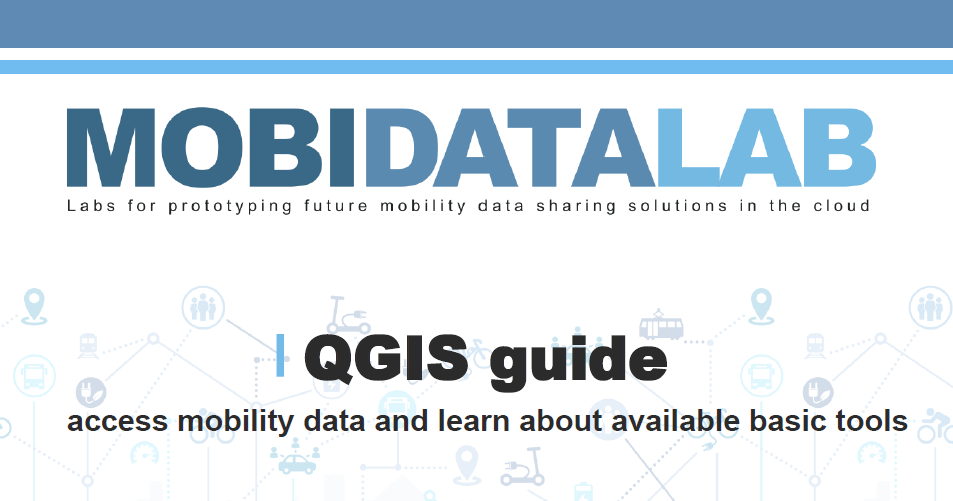 MOBIDATALAB
Labs for prototyping future mobility data sharing solutions in the cloud
QGIS guide
access mobility data and learn about available basic tools